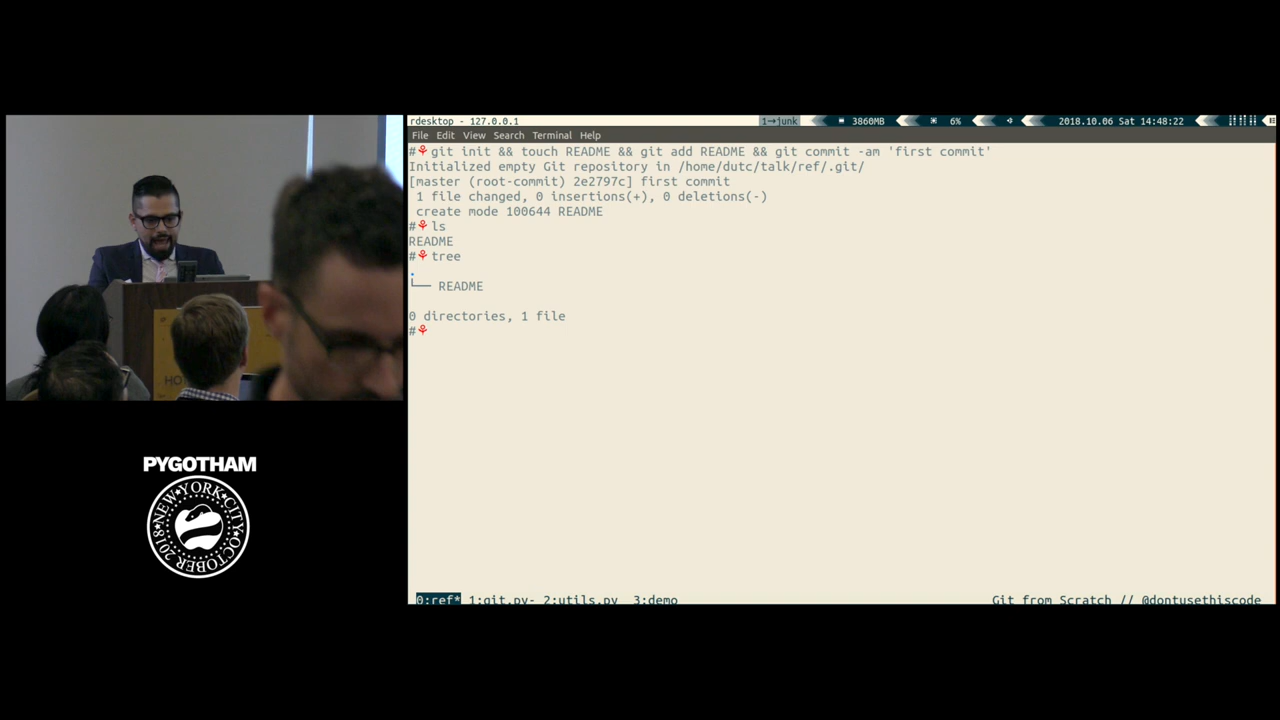 rdesktop - 127.0.0.1
1→junk 3860MB 6% 2018.10.06 Sat 14:48:22
File Edit View Search Terminal Help
#⚘git init && touch README && git add README && git commit -am 'first commit'
Initialized empty Git repository in /home/dutc/talk/ref/.git/
[master (root-commit) 2e2797c] first commit
1 file changed, 0 insertions(+), 0 deletions(-)
create mode 100644 README
#⚘ls
README
#⚘tree
.
└── README
0 directories, 1 file
#⚘
0:ref* 1:git.py- 2:utils.py 3:demo
Git from Scratch // @dontusethiscode
HO
PYGOTHAM
NEW·YORK·CITY
OCTOBER 2018